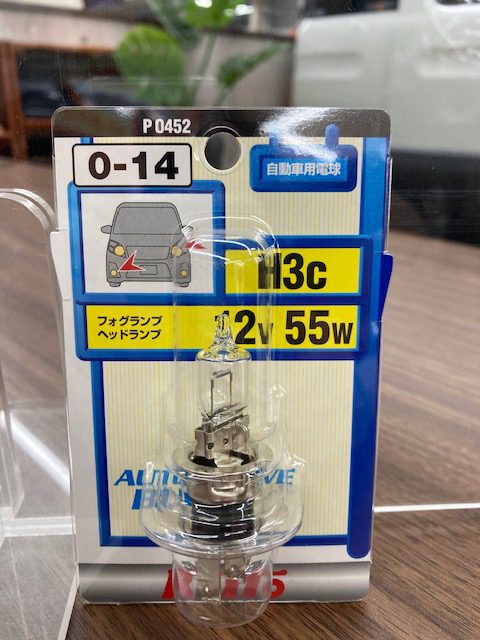 P 0452
0-14
自動車用電球
H3c
フォグランプ
ヘッドランプ
12V 55W